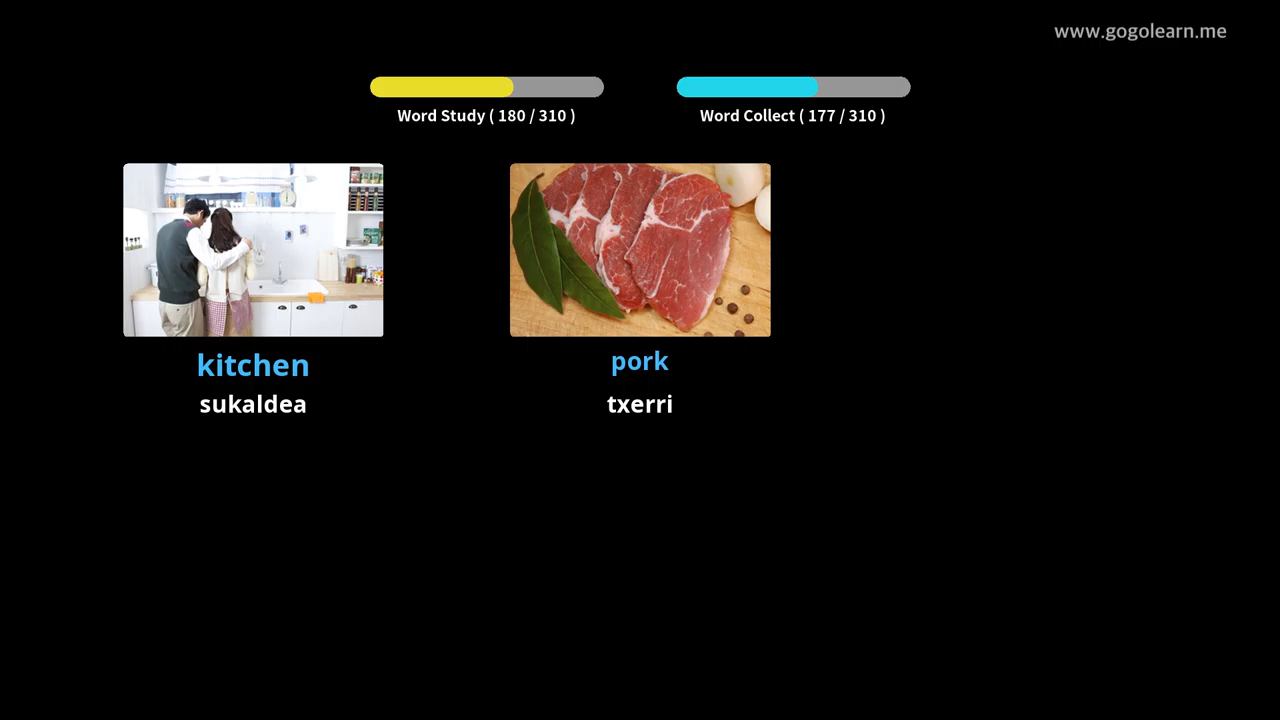 www.gogolearn.me
Word Study ( 180 / 310 )
Word Collect ( 177 / 310 )
kitchen
sukaldea
pork
txerri